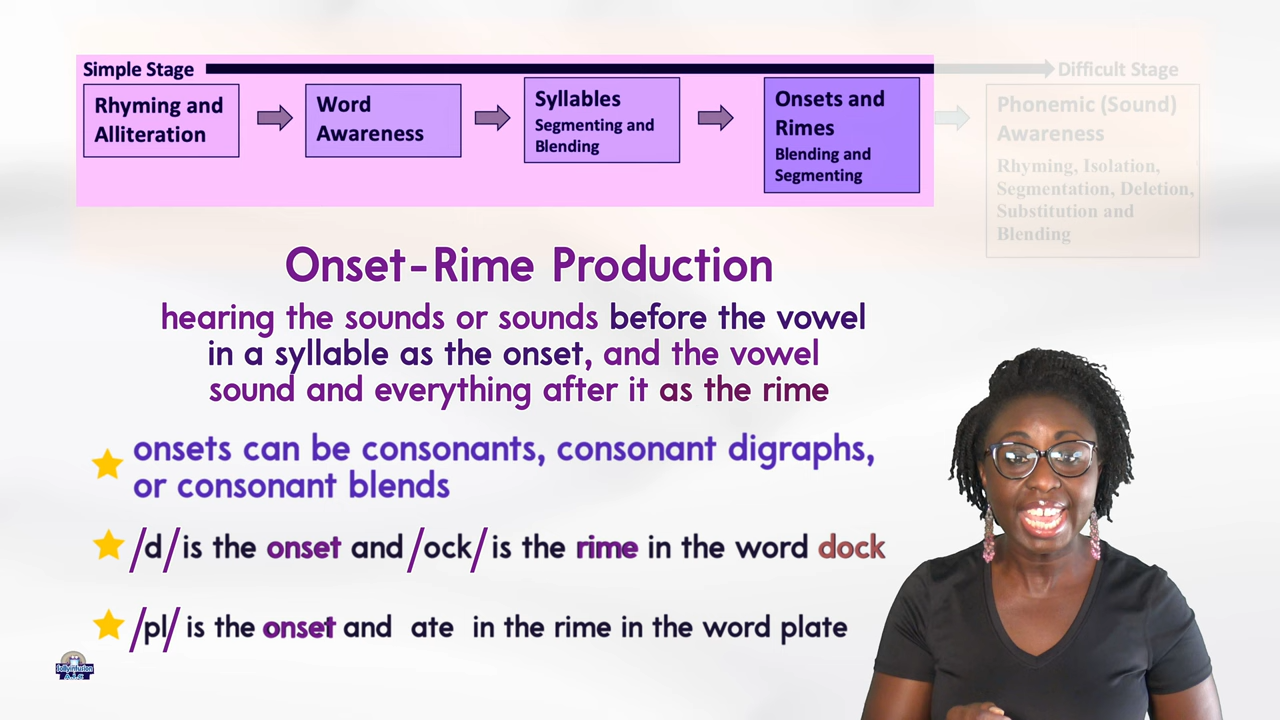 Simple Stage
Difficult Stage
Rhyming and
Alliteration
Word
Awareness
Syllables
Segmenting and
Blending
Onsets and
Rimes
Blending and
Segmenting
Phonemic (Sound)
Awareness
Rhyming, Isolation,
Segmentation, Deletion,
Substitution and
Blending
Onset-Rime Production
hearing the sounds or sounds before the vowel
in a syllable as the onset, and the vowel
sound and everything after it as the rime
onsets can be consonants, consonant digraphs,
or consonant blends
/d/ is the onset and /ock/ is the rime in the word dock
/pl/ is the onset and ate in the rime in the word plate